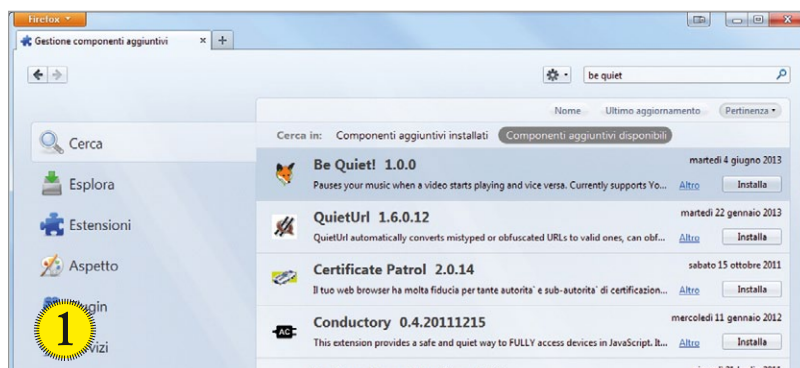 Firefox
Gestione componenti aggiuntivi
be quiet
Nome Ultimo aggiornamento Pertinenza
Cerca in: Componenti aggiuntivi installati Componenti aggiuntivi disponibili
Cerca
Esplora
Estensioni
Aspetto
1
Be Quiet! 1.0.0 martedì 4 giugno 2013
Pauses your music when a video starts playing and vice versa. Currently supports Yo... Altro Installa
QuietUrl 1.6.0.12 martedì 22 gennaio 2013
QuietUrl automatically converts mistyped or obfuscated URLs to valid ones, can obf... Altro Installa
Certificate Patrol 2.0.14 sabato 15 ottobre 2011
Il tuo web browser ha molta fiducia per tante autorita` e sub-autorita` di certificazion... Altro Installa
Conductory 0.4.20111215 mercoledì 11 gennaio 2012
This extension provides a safe and quiet way to FULLY access devices in JavaScript. It... Altro Installa